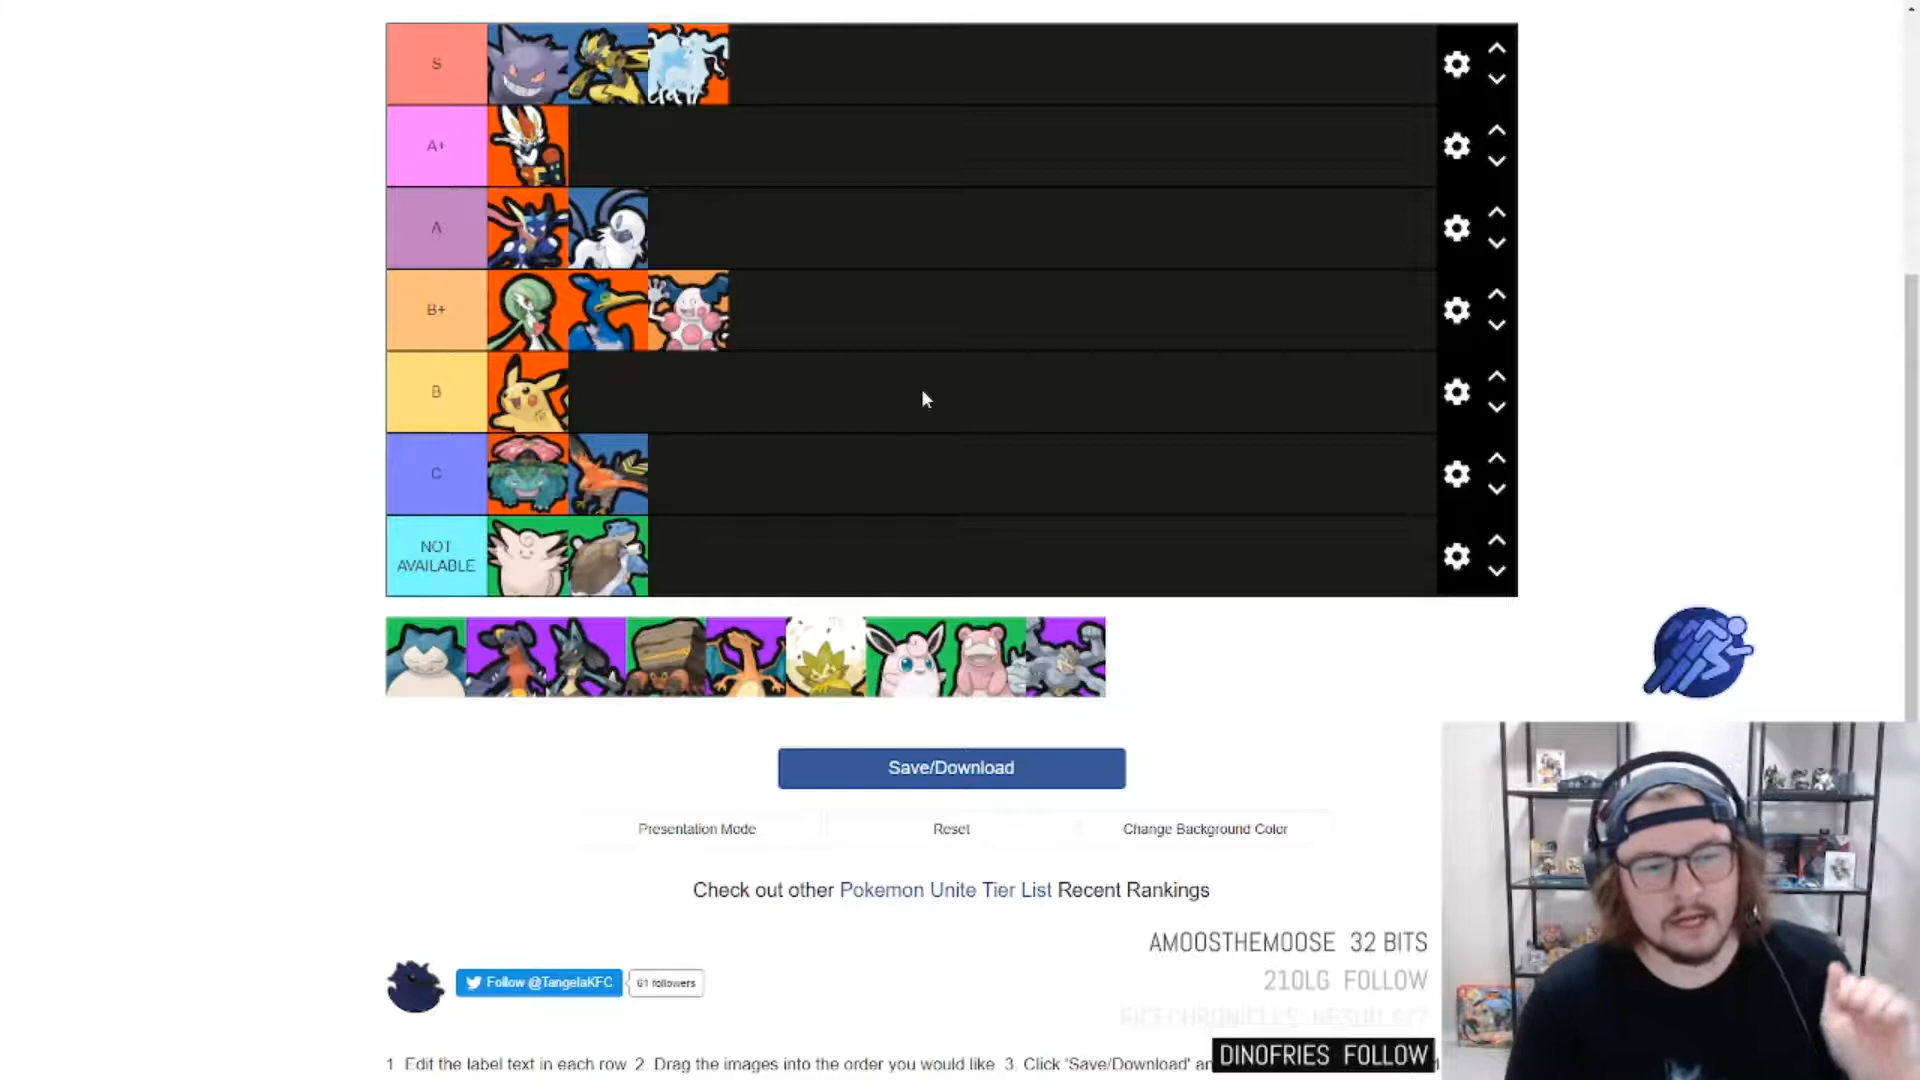 S
A+
A
B+
B
C
NOT
AVAILABLE
Save/Download
Presentation Mode
Reset
Change Background Color
Check out other Pokemon Unite Tier List Recent Rankings
AMOOSTHEMOOSE 32 BITS
210LG FOLLOW
Follow @TangelaKFC
61 followers
DINOFRIES FOLLOW
1 Edit the label text in each row 2 Drag the images into the order you would like 3. Click 'Save/Download'